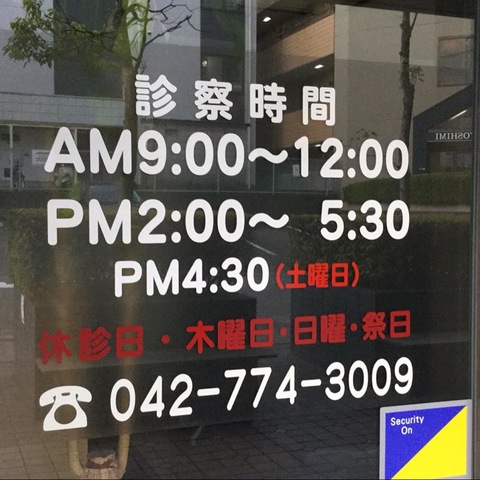 診察時間
AM9:00～12:00
PM2:00～ 5:30
PM4:30(土曜日)
休診日・木曜日・日曜・祭日
☎ 042-774-3009
Security
On
YOSHIMI